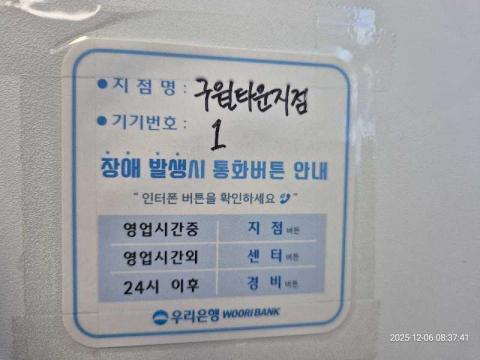 ● 지점명 : 구월타운지점
● 기기번호 : 1
장애 발생시 통화버튼 안내
" 인터폰 버튼을 확인하세요 "
영업시간중 지점 버튼
영업시간외 센터 버튼
24시 이후 경비 버튼
우리은행 WOORI BANK
2025-12-06 08:37:41